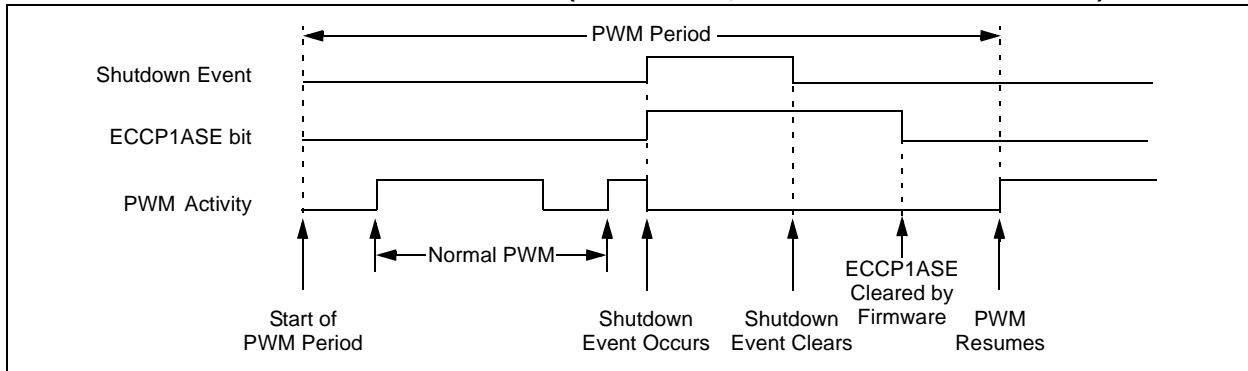 PWM Period
Shutdown Event
ECCP1ASE bit
PWM Activity
Normal PWM
Start of
PWM Period
Shutdown
Event Occurs
Shutdown
Event Clears
ECCP1ASE
Cleared by
Firmware
PWM
Resumes